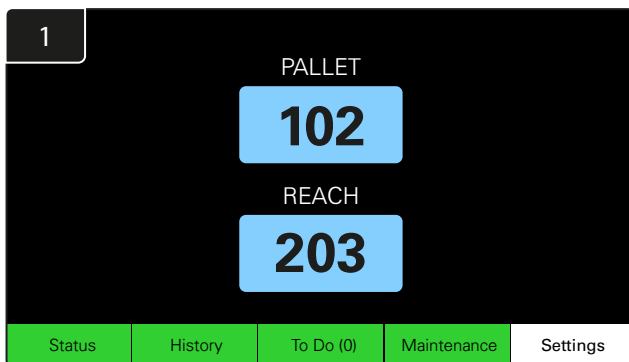 1
PALLET
102
REACH
203
Status History To Do (0) Maintenance Settings